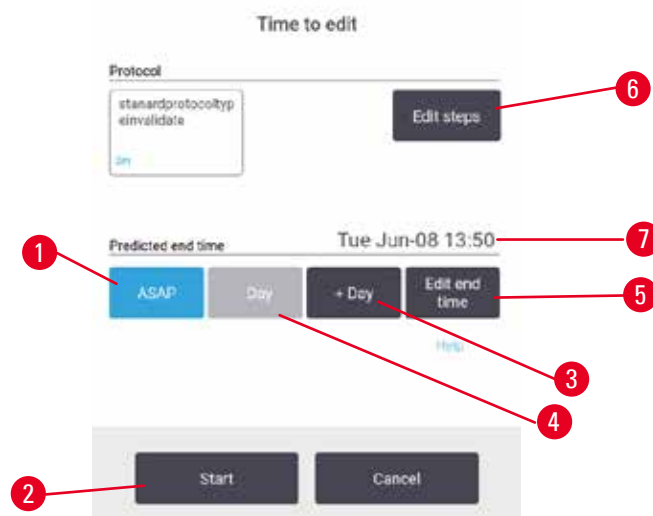 Time to edit
Protocol
stanardprotocoltyp
einvalidate
Edit steps
6
Predicted end time
Tue Jun-08 13:50
7
1
ASAP
Day
+ Day
Edit end
time
5
Help
3
4
Start
Cancel
2